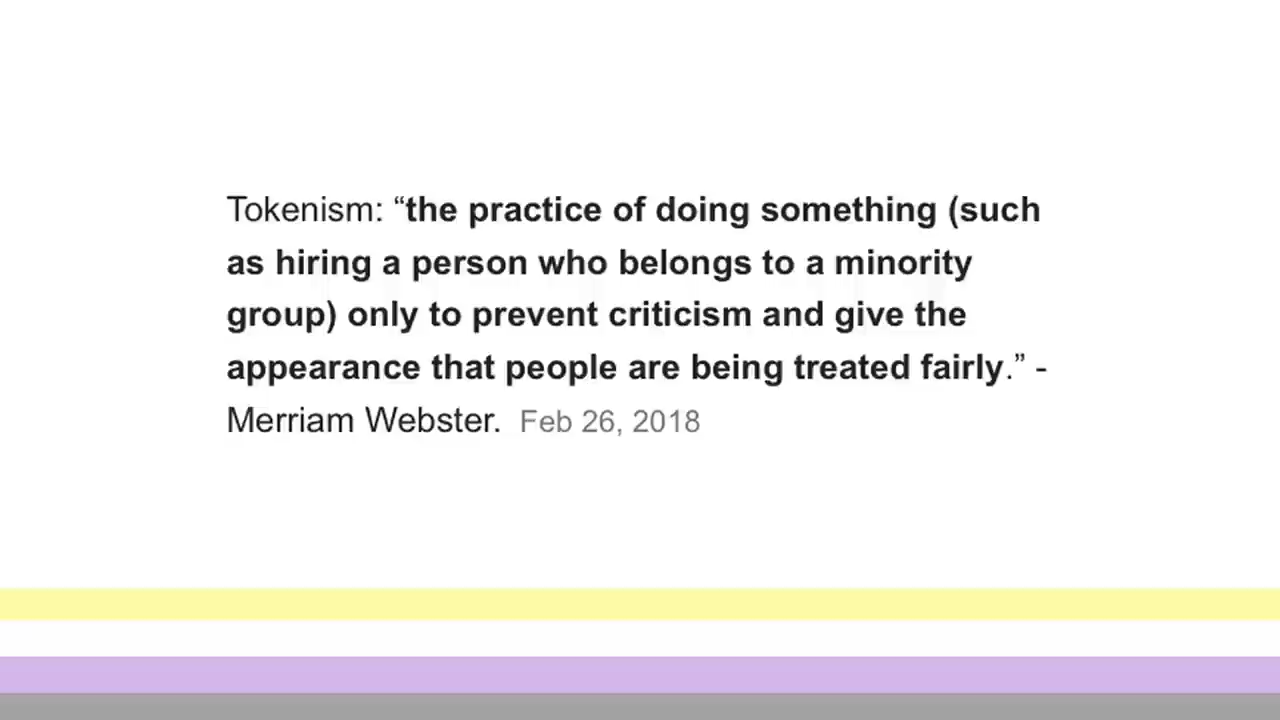 Tokenism: “the practice of doing something (such
as hiring a person who belongs to a minority
group) only to prevent criticism and give the
appearance that people are being treated fairly.” -
Merriam Webster. Feb 26, 2018